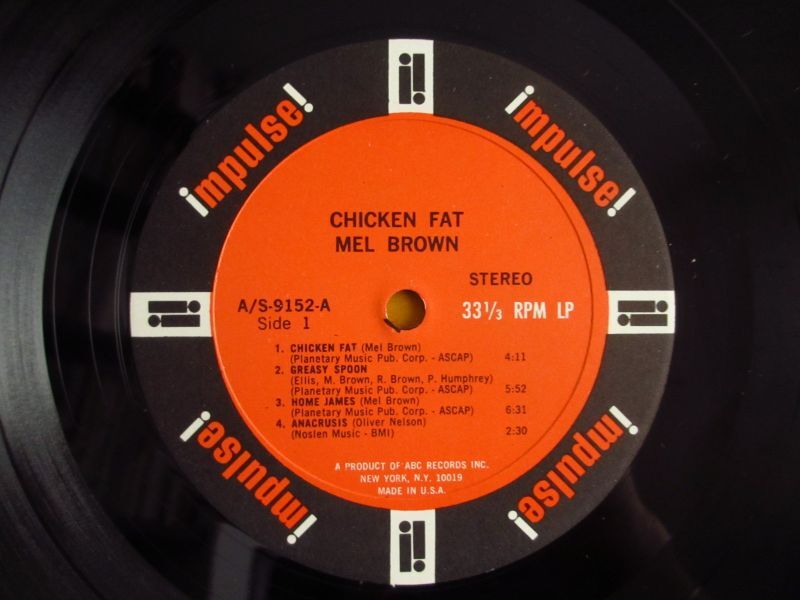 impulse!
impulse!
CHICKEN FAT
MEL BROWN
STEREO
A/S-9152-A
33⅓ RPM LP
Side 1
1. CHICKEN FAT (Mel Brown)
(Planetary Music Pub. Corp. - ASCAP) 4:11
2. GREASY SPOON
(Ellis, M. Brown, R. Brown, P. Humphrey)
(Planetary Music Pub. Corp. - ASCAP) 5:52
3. HOME JAMES (Mel Brown)
(Planetary Music Pub. Corp. - ASCAP) 6:31
4. ANACRUSIS (Oliver Nelson)
(Noslen Music - BMI) 2:30
A PRODUCT OF ABC RECORDS INC.
NEW YORK, N.Y. 10019
MADE IN U.S.A.
impulse!
impulse!